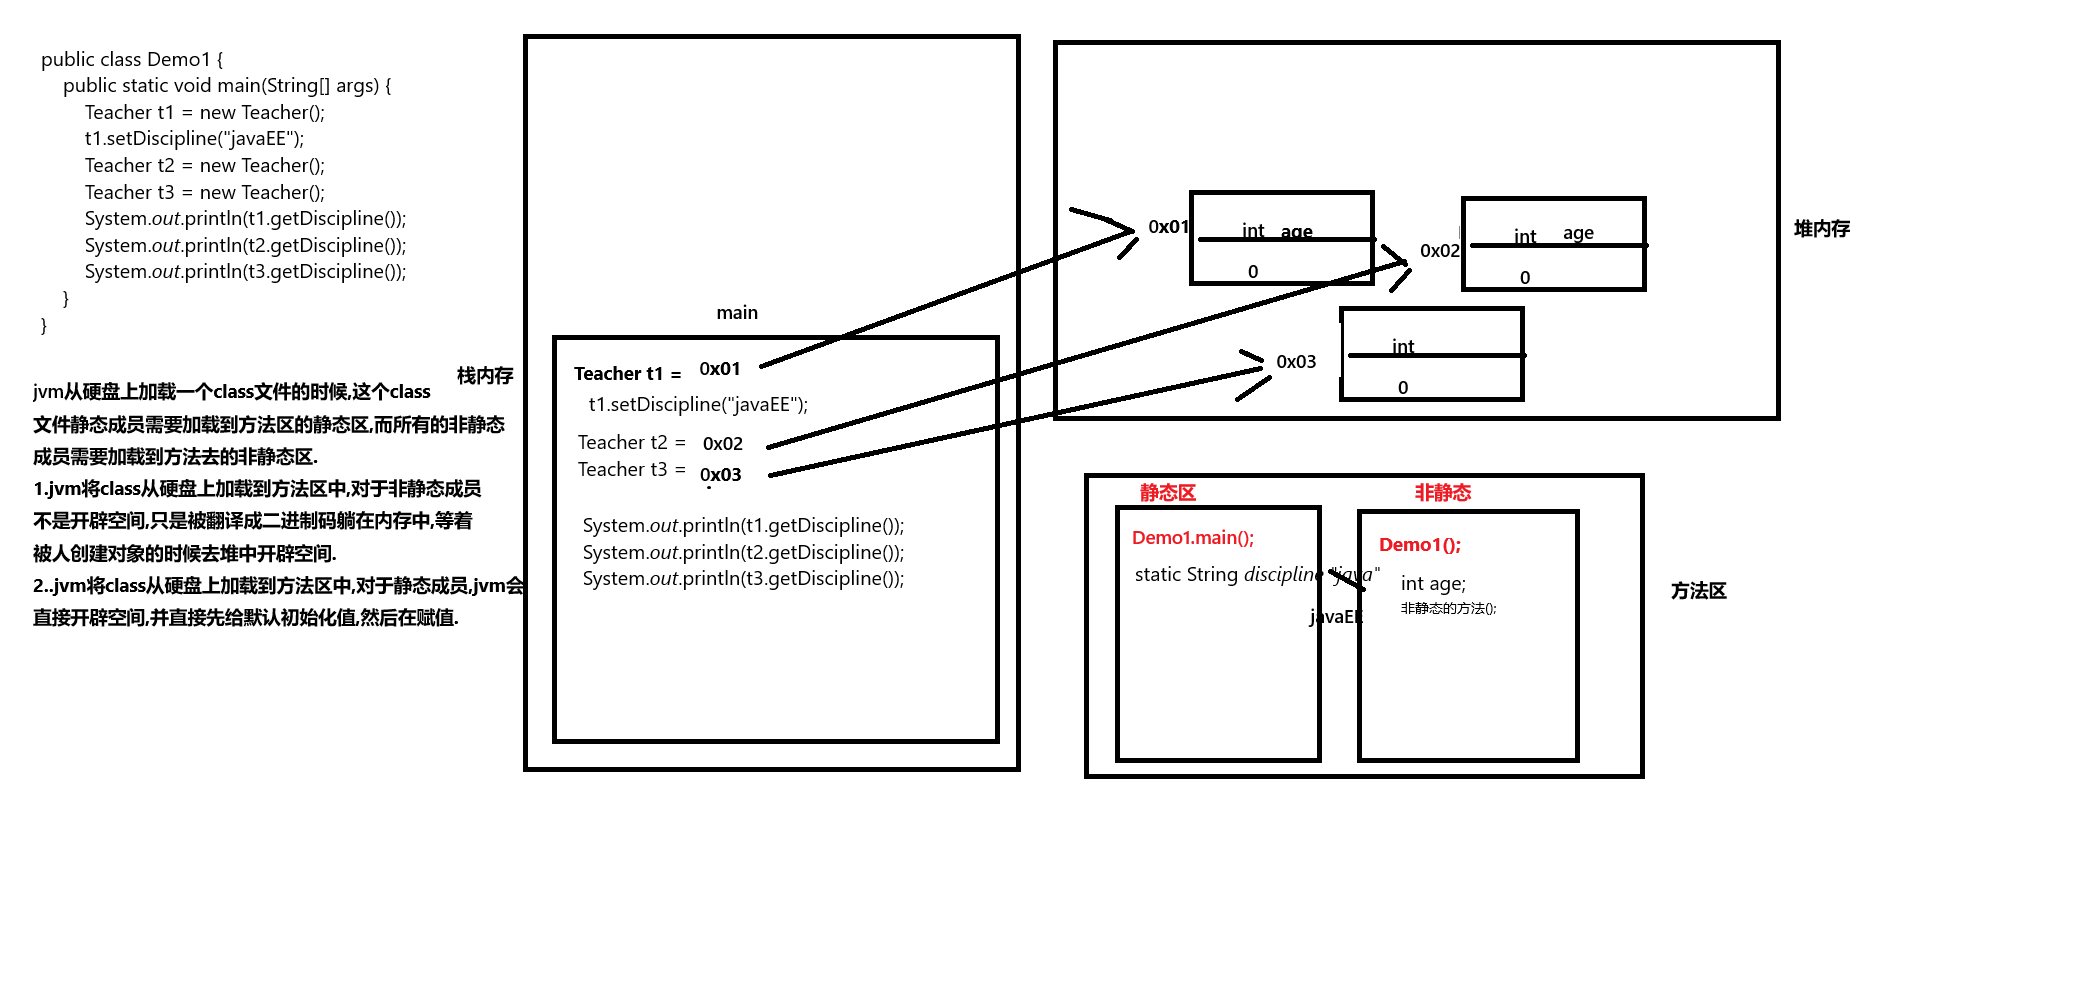 public class Demo1 {
public static void main(String[] args) {
Teacher t1 = new Teacher();
t1.setDiscipline("javaEE");
Teacher t2 = new Teacher();
Teacher t3 = new Teacher();
System.out.println(t1.getDiscipline());
System.out.println(t2.getDiscipline());
System.out.println(t3.getDiscipline());
}
}
jvm从硬盘上加载一个class文件的时候,这个class
文件静态成员需要加载到方法区的静态区,而所有的非静态
成员需要加载到方法去的非静态区.
1.jvm将class从硬盘上加载到方法区中,对于非静态成员
不是开辟空间,只是被翻译成二进制码躺在内存中,等着
被人创建对象的时候去堆中开辟空间.
2..jvm将class从硬盘上加载到方法区中,对于静态成员,jvm会
直接开辟空间,并直接先给默认初始化值,然后在赋值.
栈内存
main
Teacher t1 = 0x01
t1.setDiscipline("javaEE");
Teacher t2 = 0x02
Teacher t3 = 0x03
System.out.println(t1.getDiscipline());
System.out.println(t2.getDiscipline());
System.out.println(t3.getDiscipline());
堆内存
0x01
int age
0
0x02
int age
0
0x03
int
0
方法区
静态区
Demo1.main();
static String discipline "java"
javaEE
非静态
Demo1();
int age;
非静态的方法();